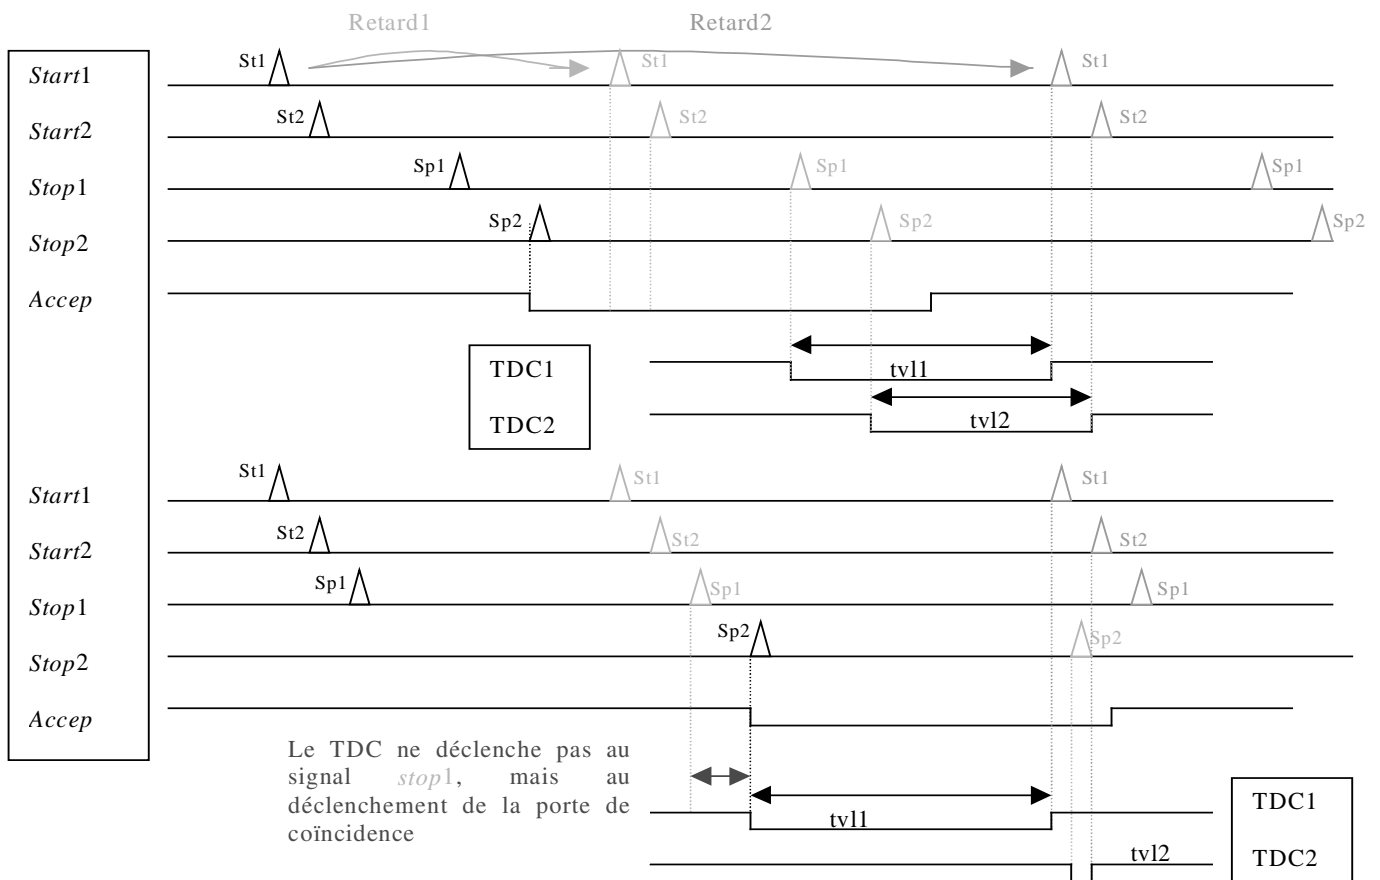 Retard1 Retard2
Start1 St1 St1 St1
Start2 St2 St2 St2
Stop1 Sp1 Sp1 Sp1
Stop2 Sp2 Sp2 Sp2
Accep
TDC1 tvl1
TDC2 tvl2
Start1 St1 St1 St1
Start2 St2 St2 St2
Stop1 Sp1 Sp1 Sp1
Stop2 Sp2 Sp2
Accep
Le TDC ne déclenche pas au
signal stop1, mais au
déclenchement de la porte de
coïncidence
tvl1 TDC1
tvl2 TDC2